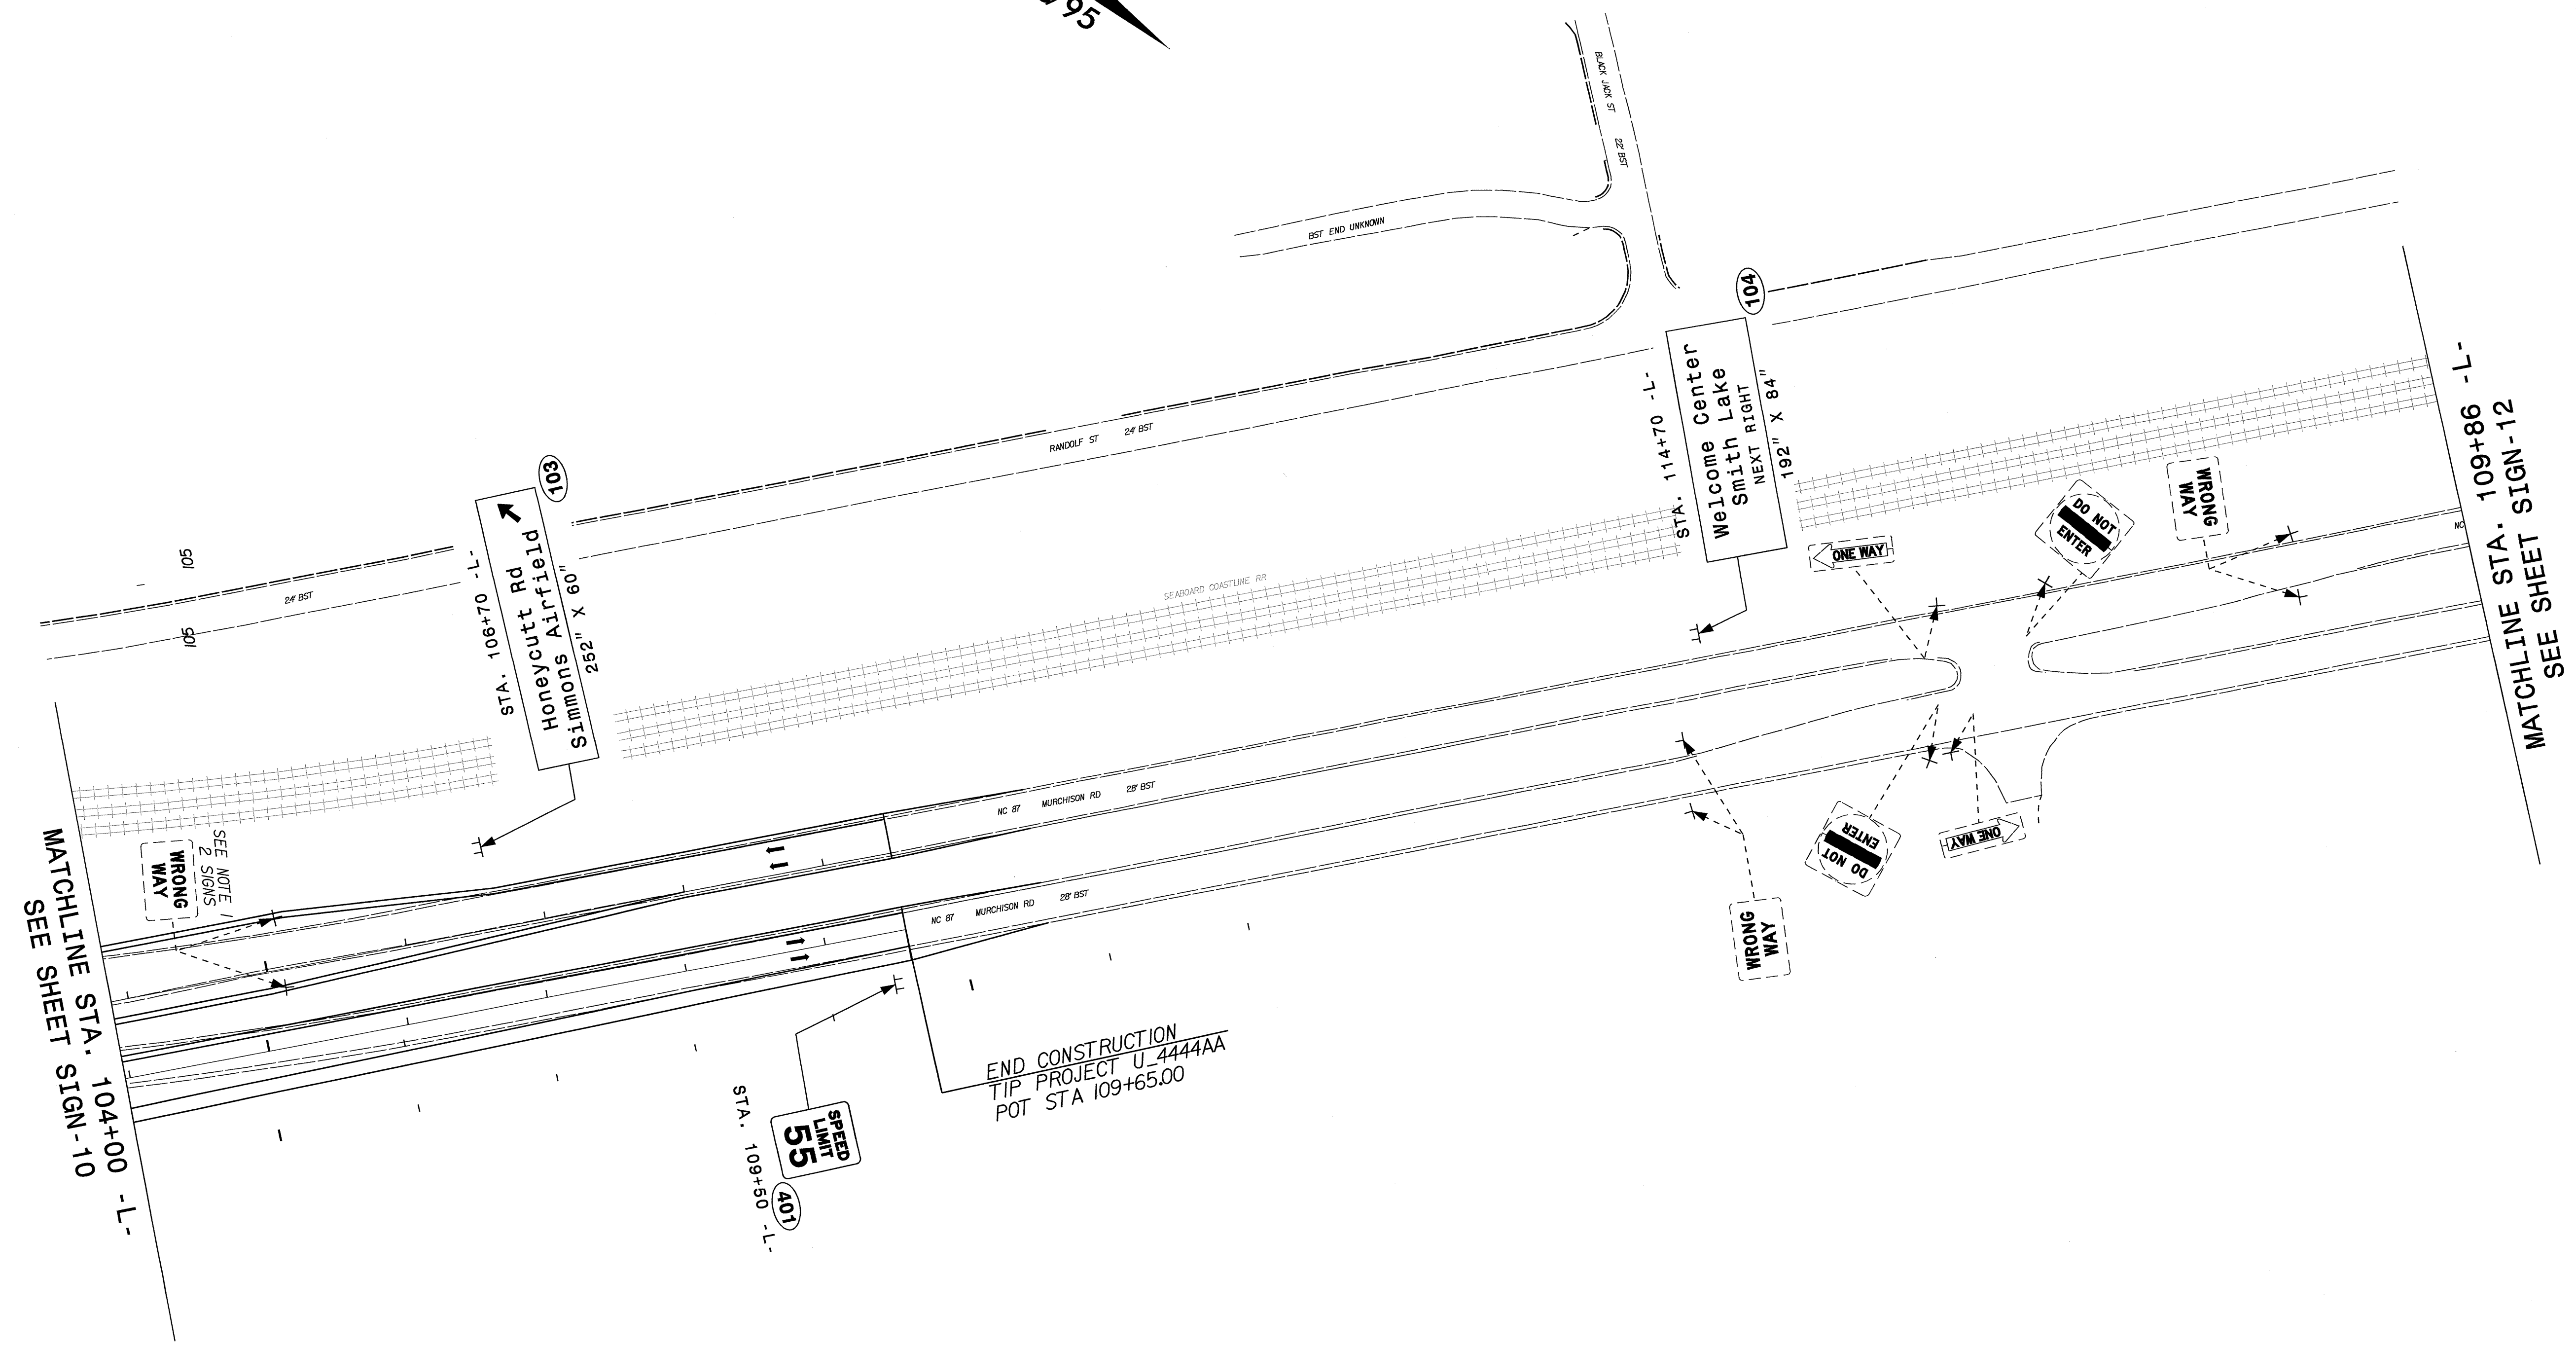 95
BLACK JACK ST
22' BST
BST END UNKNOWN
104
STA. 114+70 -L-
Welcome Center
Smith Lake
NEXT RIGHT
192" X 84"
RANDOLF ST 24' BST
103
STA. 106+70 -L-
Honeycutt Rd
Simmons Airfield
252" X 60"
105
105
24' BST
SEABOARD COASTLINE RR
ONE WAY
DO NOT
ENTER
WRONG
WAY
NC
MATCHLINE STA. 109+86 -L-
SEE SHEET SIGN-12
NC 87 MURCHISON RD 28' BST
NC 87 MURCHISON RD 28' BST
SEE NOTE 1
2 SIGNS
WRONG
WAY
MATCHLINE STA. 104+00 -L-
SEE SHEET SIGN-10
DO NOT
ENTER
ONE WAY
WRONG
WAY
END CONSTRUCTION
TIP PROJECT U_4444AA
POT STA 109+65.00
SPEED
LIMIT
55
STA. 109+50 -L-
401